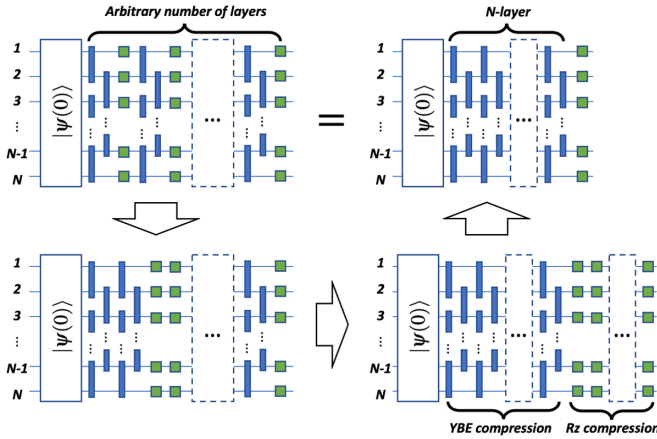 Arbitrary number of layers
N-layer
1
2
3
⋮
N-1
N
|ψ(0)⟩⟩
...
=
1
2
3
⋮
N-1
N
|ψ(0)⟩⟩
...
1
2
3
⋮
N-1
N
|ψ(0)⟩⟩
...
1
2
3
⋮
N-1
N
|ψ(0)⟩⟩
...
...
YBE compression
Rz compression